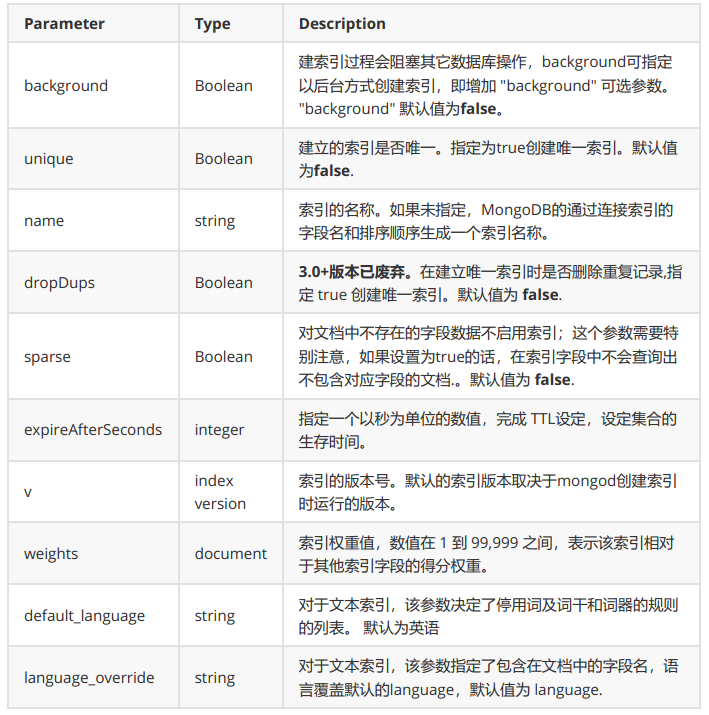 Parameter Type Description
建索引过程会阻塞其它数据库操作，background可指定
background Boolean 以后台方式创建索引，即增加 "background" 可选参数。
"background" 默认值为false。
建立的索引是否唯一。指定为true创建唯一索引。默认值
unique Boolean
为false.
索引的名称。如果未指定，MongoDB的通过连接索引的
name string
字段名和排序顺序生成一个索引名称。
3.0+版本已废弃。在建立唯一索引时是否删除重复记录,指
dropDups Boolean
定 true 创建唯一索引。默认值为 false.
对文档中不存在的字段数据不启用索引；这个参数需要特
sparse Boolean 别注意，如果设置为true的话，在索引字段中不会查询出
不包含对应字段的文档.。默认值为 false.
指定一个以秒为单位的数值，完成 TTL设定，设定集合的
expireAfterSeconds integer
生存时间。
index 索引的版本号。默认的索引版本取决于mongod创建索引
v
version 时运行的版本。
索引权重值，数值在 1 到 99,999 之间，表示该索引相对
weights document
于其他索引字段的得分权重。
对于文本索引，该参数决定了停用词及词干和词器的规则
default_language string
的列表。 默认为英语
对于文本索引，该参数指定了包含在文档中的字段名，语
language_override string
言覆盖默认的language，默认值为 language.